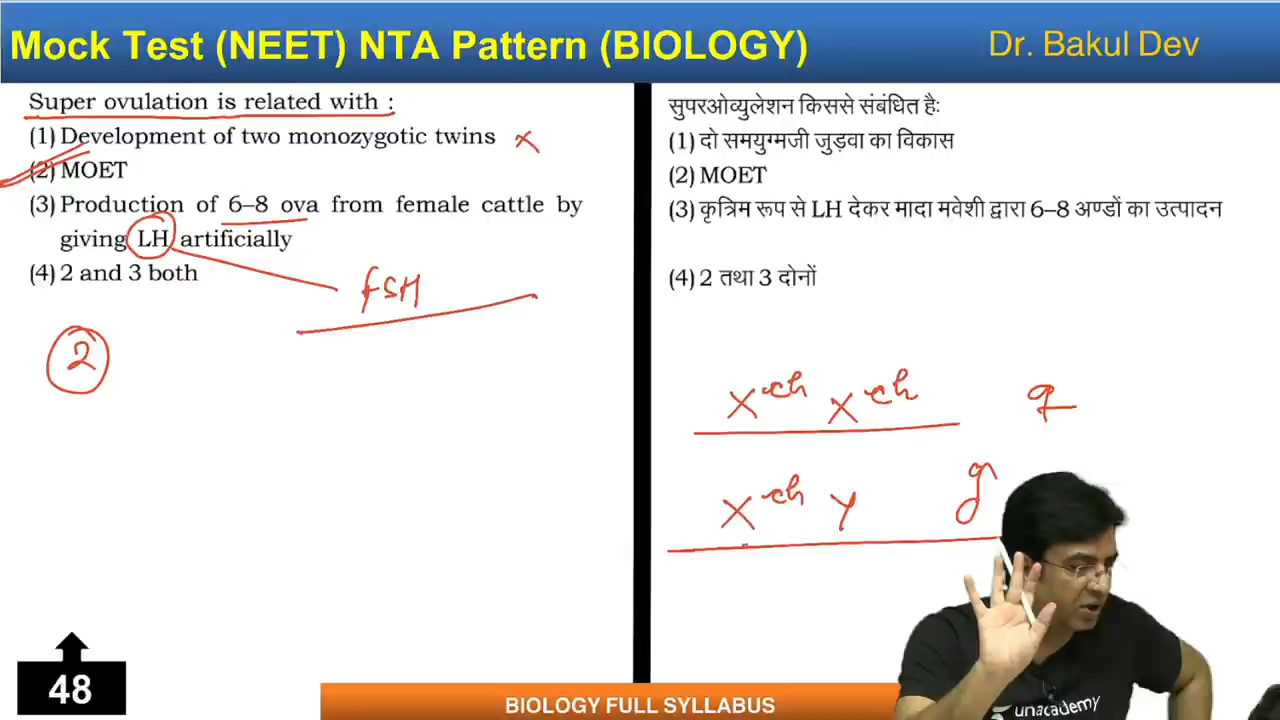 Mock Test (NEET) NTA Pattern (BIOLOGY)
Dr. Bakul Dev
Super ovulation is related with :
(1) Development of two monozygotic twins x
(2) MOET
(3) Production of 6–8 ova from female cattle by
giving LH artificially
FSH
(4) 2 and 3 both
2
सुपरओव्युलेशन किससे संबंधित हैः
(1) दो समयुग्मजी जुड़वा का विकास
(2) MOET
(3) कृत्रिम रूप से LH देकर मादा मवेशी द्वारा 6–8 अण्डों का उत्पादन
(4) 2 तथा 3 दोनों
X^ch X^ch ♀
X^ch Y ♂
48
BIOLOGY FULL SYLLABUS
unacademy